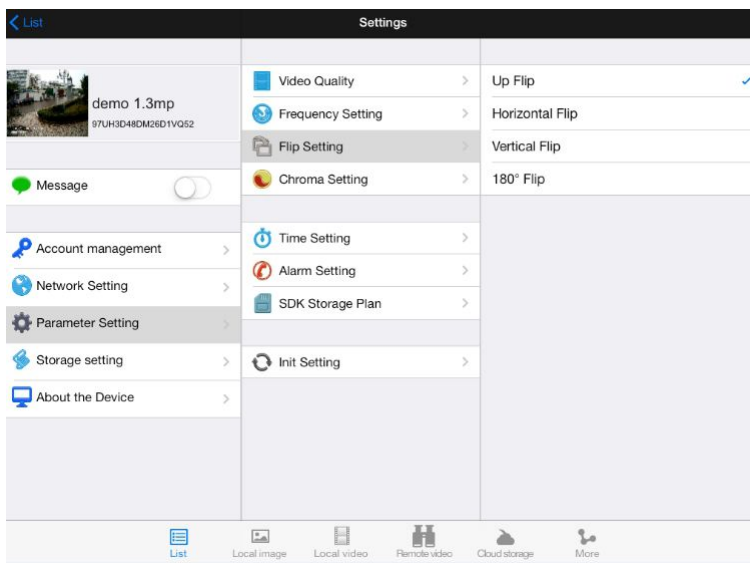 List
Settings
demo 1.3mp
97UH3D48DM26D1VQ52
Message
Account management
Network Setting
Parameter Setting
Storage setting
About the Device
Video Quality
Frequency Setting
Flip Setting
Chroma Setting
Time Setting
Alarm Setting
SDK Storage Plan
Init Setting
Up Flip
Horizontal Flip
Vertical Flip
180° Flip
List
Local image
Local video
Remote video
Cloud storage
More